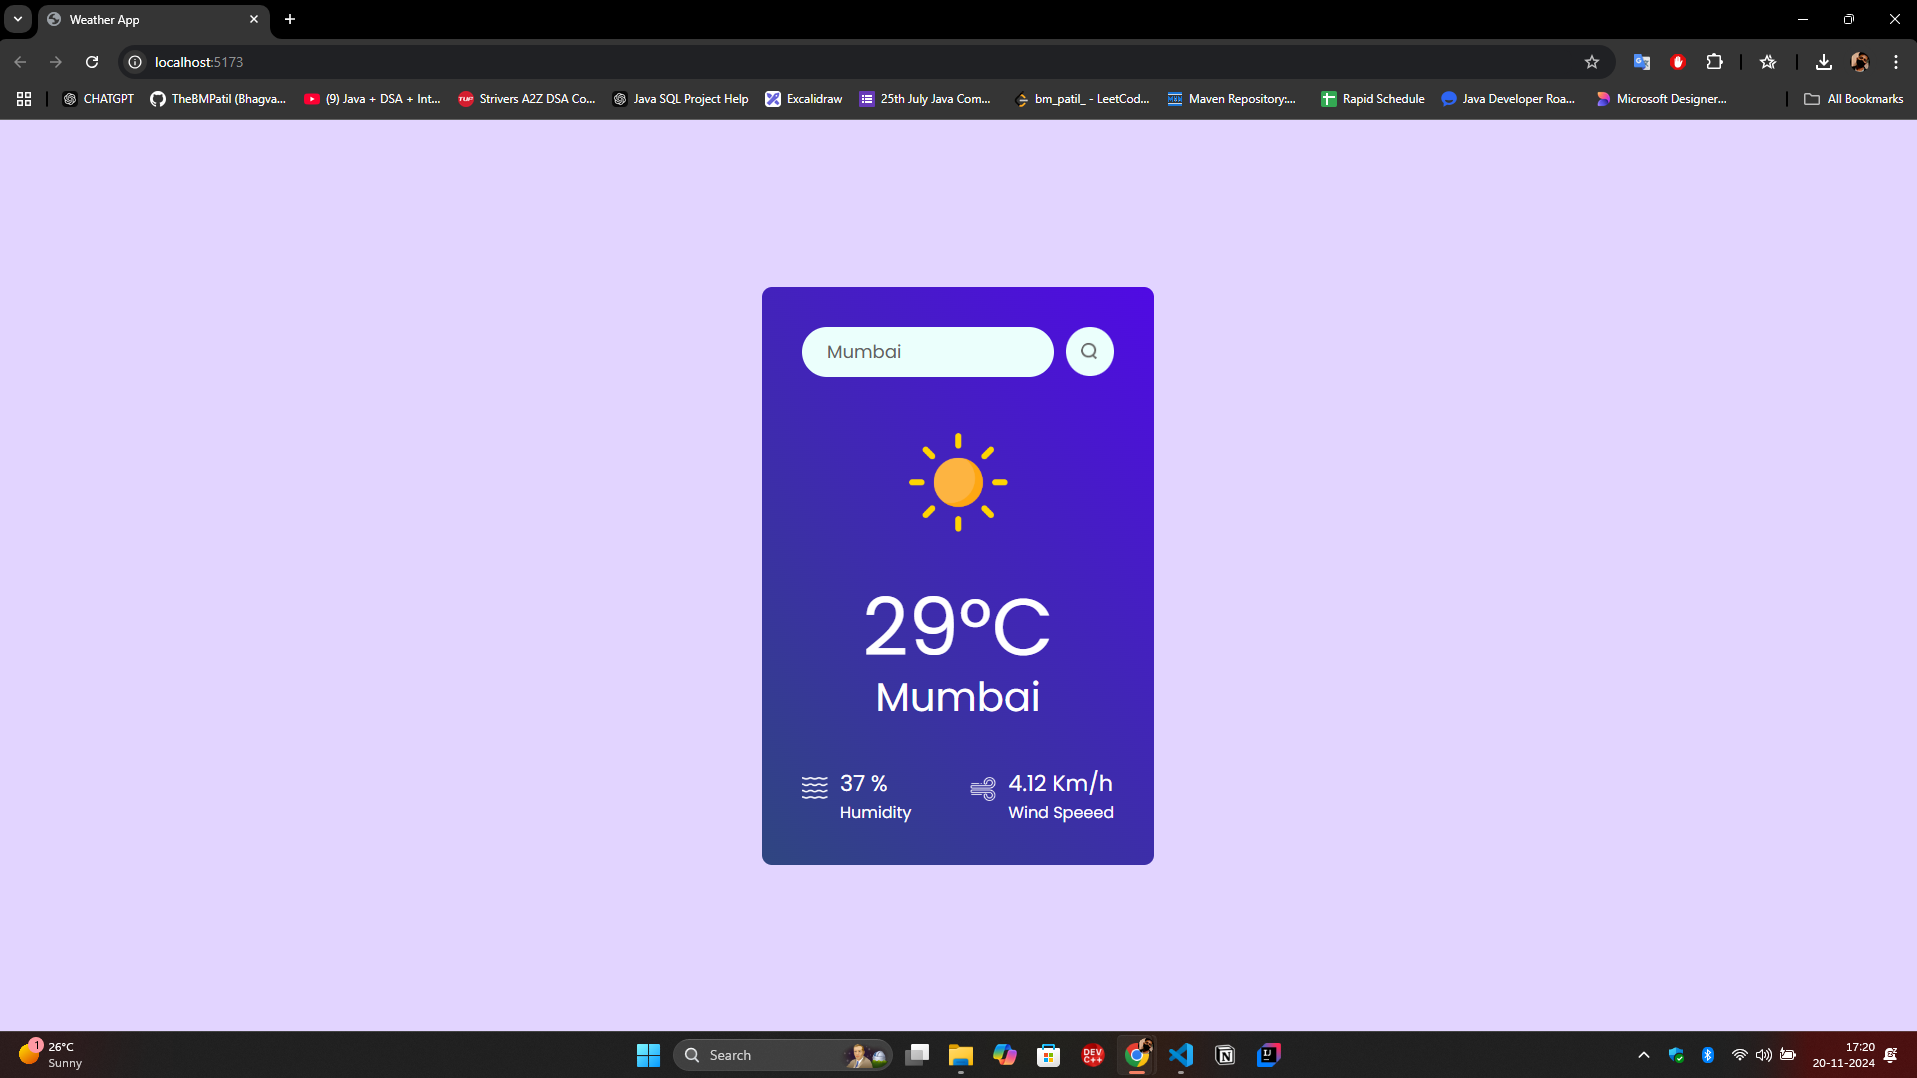 Weather App
localhost:5173
CHATGPT
TheBMPatil (Bhagva...
(9) Java + DSA + Int...
Strivers A2Z DSA Co...
Java SQL Project Help
Excalidraw
25th July Java Com...
bm_patil_ - LeetCod...
Maven Repository:...
Rapid Schedule
Java Developer Roa...
Microsoft Designer...
All Bookmarks
Mumbai
29°C
Mumbai
37 %
Humidity
4.12 Km/h
Wind Speeed
1
26°C
Sunny
Search
DEV
C++
17:20
20-11-2024